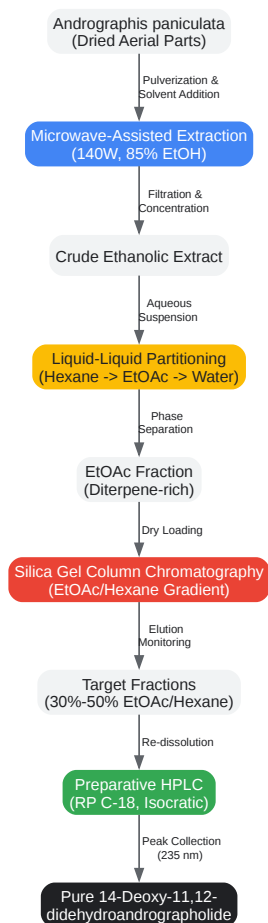 Andrographis paniculata
(Dried Aerial Parts)
Pulverization &
Solvent Addition
Microwave-Assisted Extraction
(140W, 85% EtOH)
Filtration &
Concentration
Crude Ethanolic Extract
Aqueous
Suspension
Liquid-Liquid Partitioning
(Hexane -> EtOAc -> Water)
Phase
Separation
EtOAc Fraction
(Diterpene-rich)
Dry Loading
Silica Gel Column Chromatography
(EtOAc/Hexane Gradient)
Elution
Monitoring
Target Fractions
(30%-50% EtOAc/Hexane)
Re-dissolution
Preparative HPLC
(RP C-18, Isocratic)
Peak Collection
(235 nm)
Pure 14-Deoxy-11,12-
didehydroandrographolide